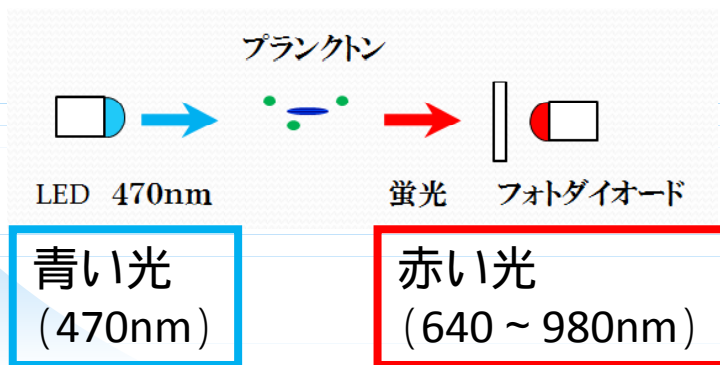 プランクトン
LED 470nm
蛍光
フォトダイオード
青い光
(470nm)
赤い光
(640 ~ 980nm)